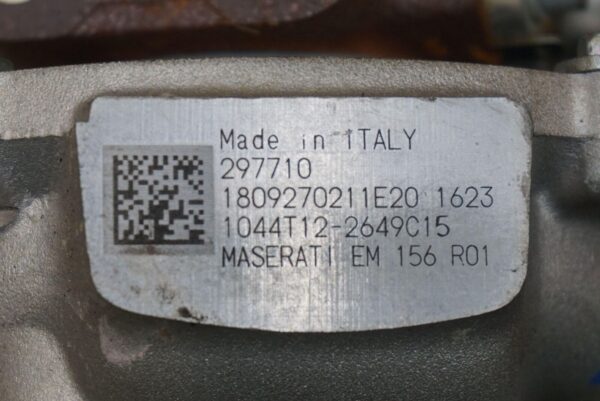 Made in ITALY
297710
1809270211E20 1623
1044T12-2649C15
MASERATI EM 156 R01